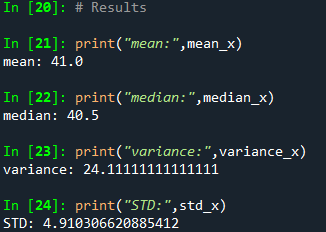 In [20]: # Results
In [21]: print("mean:",mean_x)
mean: 41.0
In [22]: print("median:",median_x)
median: 40.5
In [23]: print("variance:",variance_x)
variance: 24.11111111111111
In [24]: print("STD:",std_x)
STD: 4.910306620885412